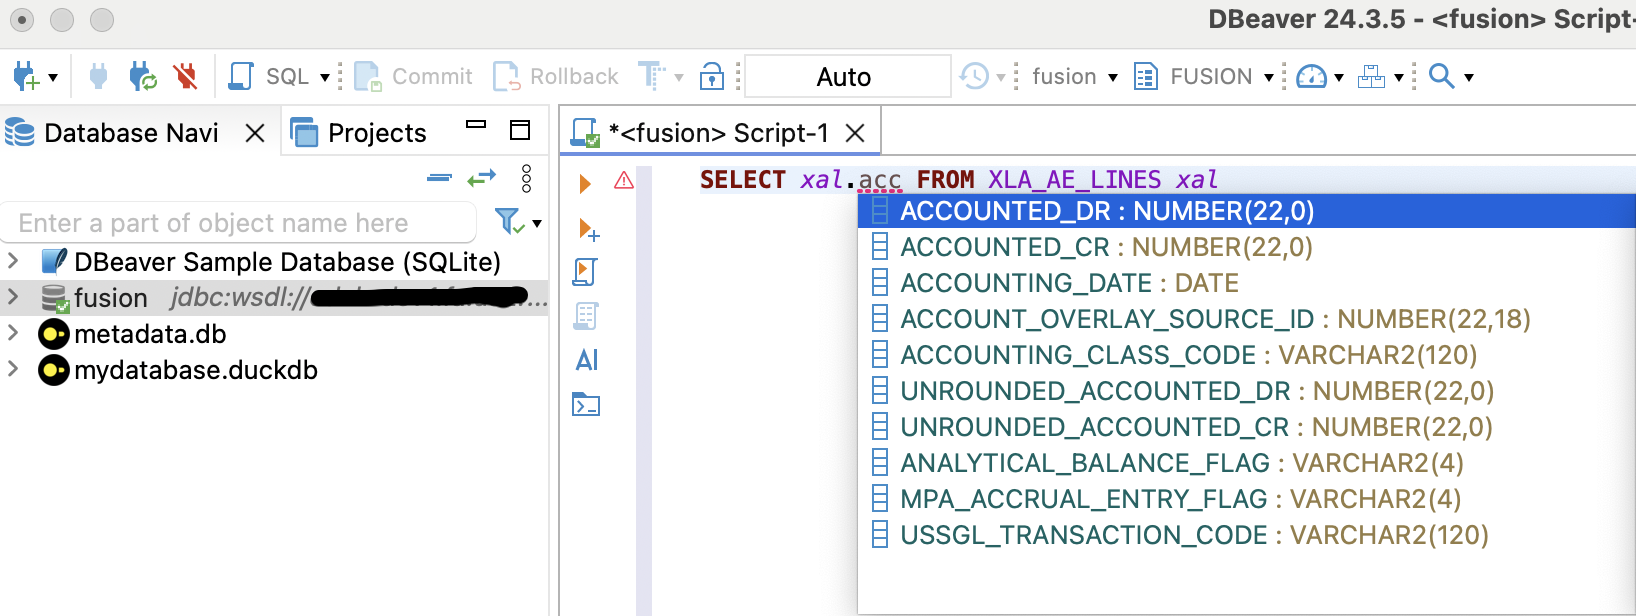 DBeaver 24.3.5 - <fusion> Script-
SQL Commit Rollback Auto fusion FUSION
Database Navi Projects
*<fusion> Script-1
Enter a part of object name here
DBeaver Sample Database (SQLite)
fusion jdbc:wsdl://
metadata.db
mydatabase.duckdb
AI
SELECT xal.acc FROM XLA_AE_LINES xal
ACCOUNTED_DR : NUMBER(22,0)
ACCOUNTED_CR : NUMBER(22,0)
ACCOUNTING_DATE : DATE
ACCOUNT_OVERLAY_SOURCE_ID : NUMBER(22,18)
ACCOUNTING_CLASS_CODE : VARCHAR2(120)
UNROUNDED_ACCOUNTED_DR : NUMBER(22,0)
UNROUNDED_ACCOUNTED_CR : NUMBER(22,0)
ANALYTICAL_BALANCE_FLAG : VARCHAR2(4)
MPA_ACCRUAL_ENTRY_FLAG : VARCHAR2(4)
USSGL_TRANSACTION_CODE : VARCHAR2(120)